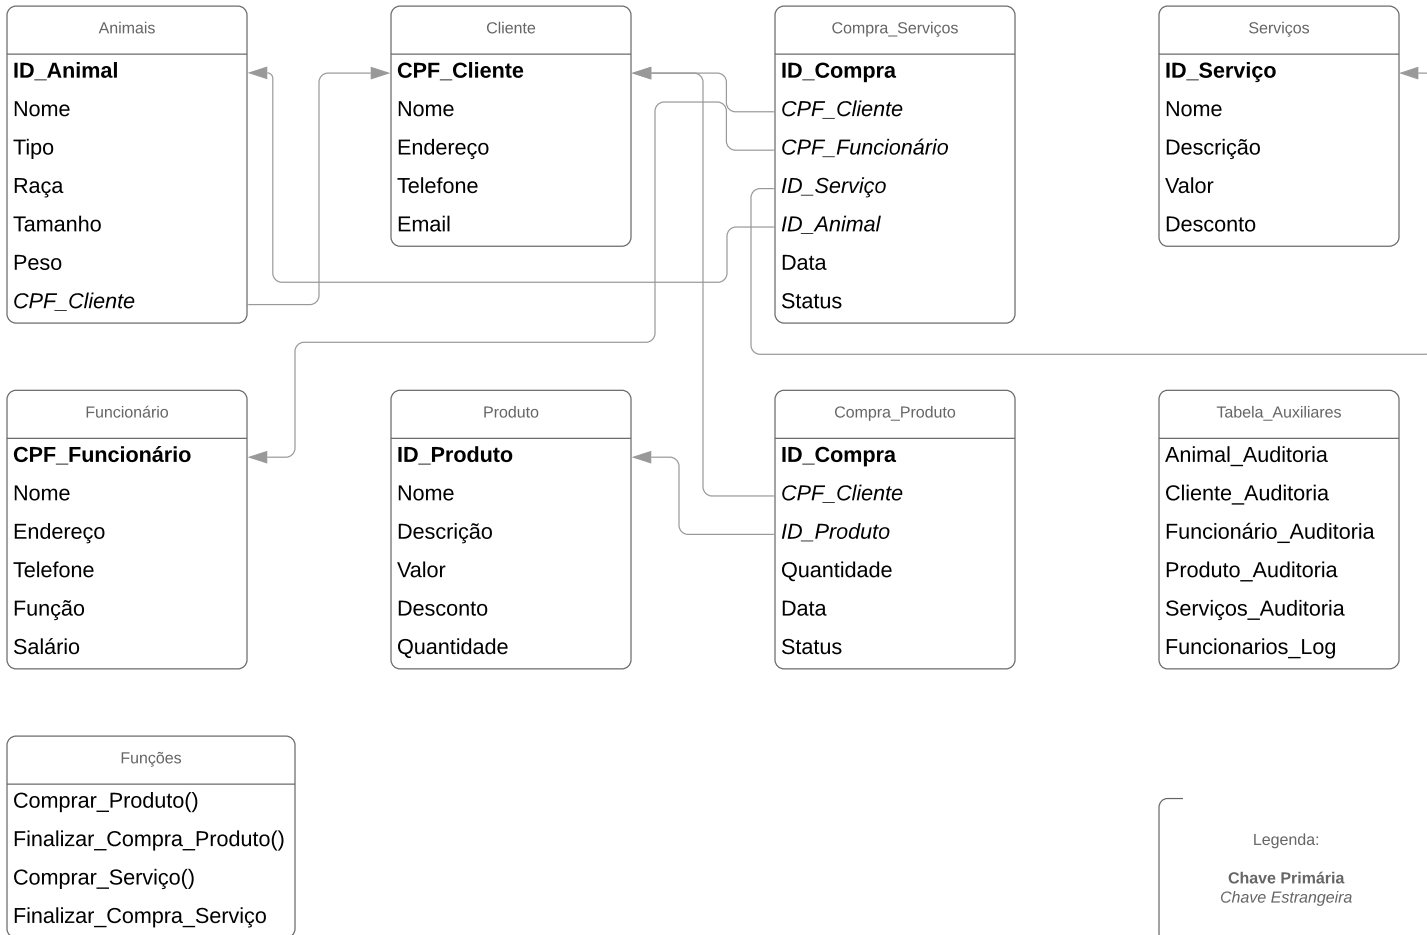 Animais
ID_Animal
Nome
Tipo
Raça
Tamanho
Peso
CPF_Cliente
Cliente
CPF_Cliente
Nome
Endereço
Telefone
Email
Compra_Serviços
ID_Compra
CPF_Cliente
CPF_Funcionário
ID_Serviço
ID_Animal
Data
Status
Serviços
ID_Serviço
Nome
Descrição
Valor
Desconto
Funcionário
CPF_Funcionário
Nome
Endereço
Telefone
Função
Salário
Produto
ID_Produto
Nome
Descrição
Valor
Desconto
Quantidade
Compra_Produto
ID_Compra
CPF_Cliente
ID_Produto
Quantidade
Data
Status
Tabela_Auxiliares
Animal_Auditoria
Cliente_Auditoria
Funcionário_Auditoria
Produto_Auditoria
Serviços_Auditoria
Funcionarios_Log
Funções
Comprar_Produto()
Finalizar_Compra_Produto()
Comprar_Serviço()
Finalizar_Compra_Serviço
Legenda:
Chave Primária
Chave Estrangeira